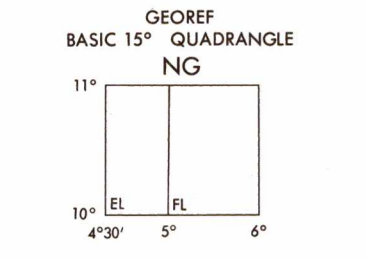 GEOREF
BASIC 15° QUADRANGLE
NG
11°
EL FL
10°
4°30′ 5° 6°